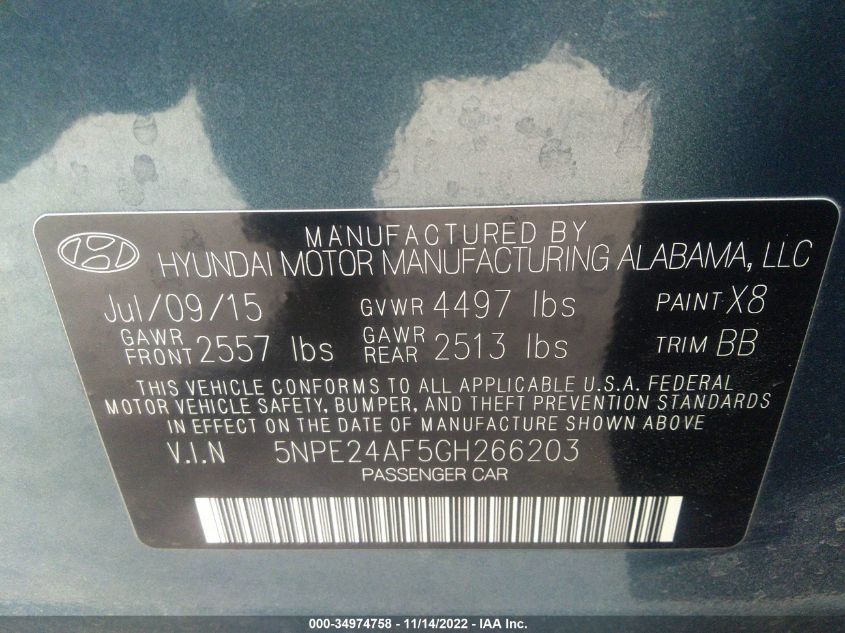 MANUFACTURED BY
HYUNDAI MOTOR MANUFACTURING ALABAMA, LLC
Jul/09/15 GVWR 4497 lbs PAINT X8
GAWR FRONT 2557 lbs GAWR REAR 2513 lbs TRIM BB
THIS VEHICLE CONFORMS TO ALL APPLICABLE U.S.A. FEDERAL
MOTOR VEHICLE SAFETY, BUMPER, AND THEFT PREVENTION STANDARDS
IN EFFECT ON THE DATE OF MANUFACTURE SHOWN ABOVE
V.I.N 5NPE24AF5GH266203
PASSENGER CAR
000-34974758 - 11/14/2022 - IAA Inc.